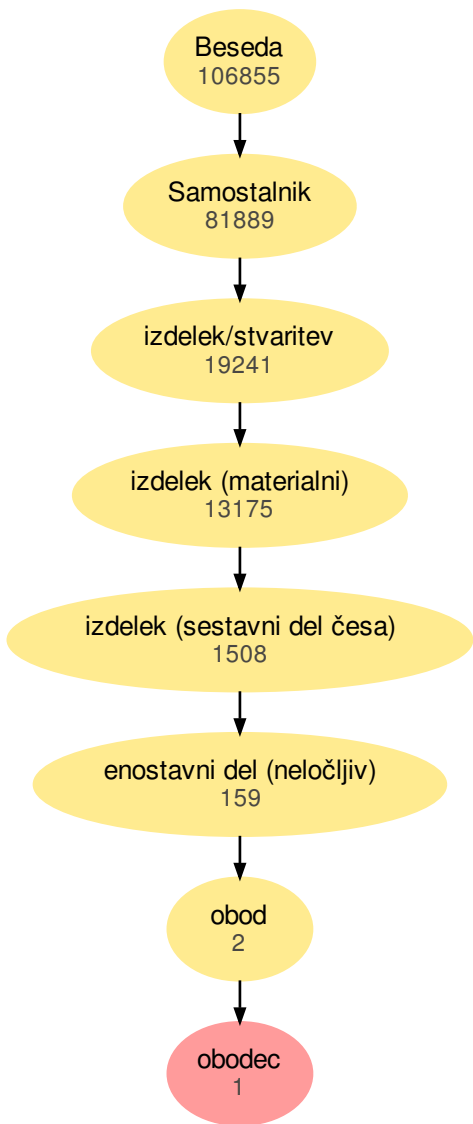 Beseda
106855
Samostalnik
81889
izdelek/stvaritev
19241
izdelek (materialni)
13175
izdelek (sestavni del česa)
1508
enostavni del (neločljiv)
159
obod
2
obodec
1